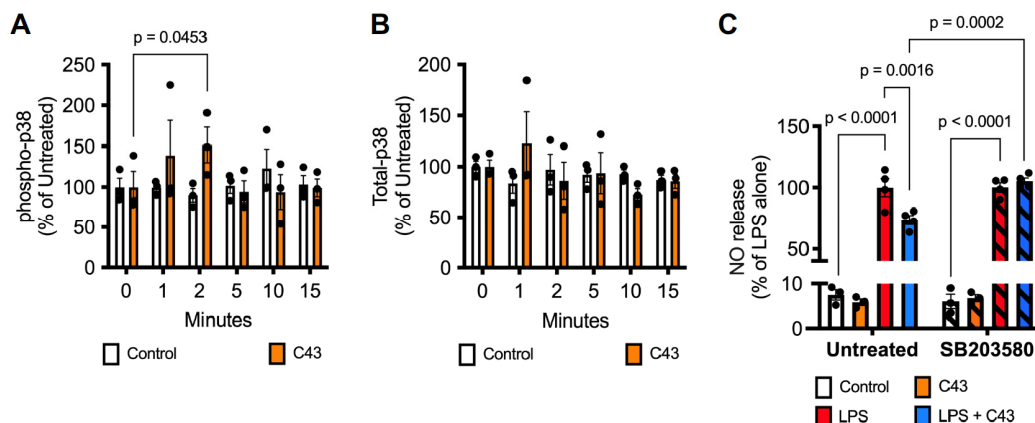 A
p = 0.0453
phospho-p38
(% of Untreated)
250
200
150
100
50
0
0 1 2 5 10 15
Minutes
Control C43
B
Total-p38
(% of Untreated)
200
150
100
50
0
0 1 2 5 10 15
Minutes
Control C43
C
p = 0.0002
p = 0.0016
p < 0.0001 p < 0.0001
NO release
(% of LPS alone)
150
100
50
10
0
Untreated SB203580
Control C43
LPS LPS + C43